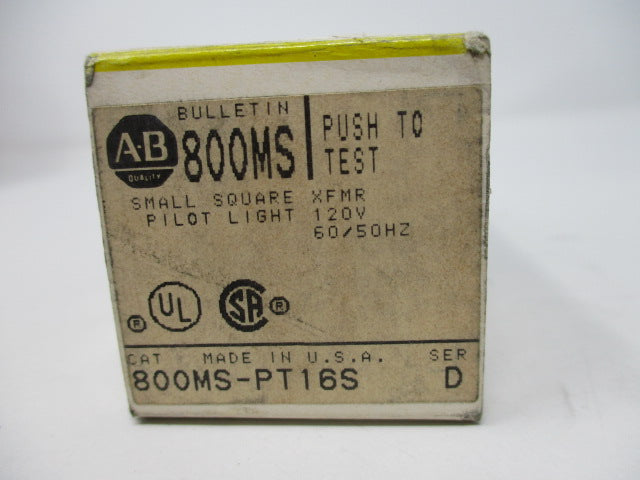 BULLETIN
A-B
QUALITY
800MS
PUSH TO
TEST
SMALL SQUARE XFMR
PILOT LIGHT 120V
60/50HZ
® UL SA ®
CAT MADE IN U.S.A. SER
800MS-PT16S D